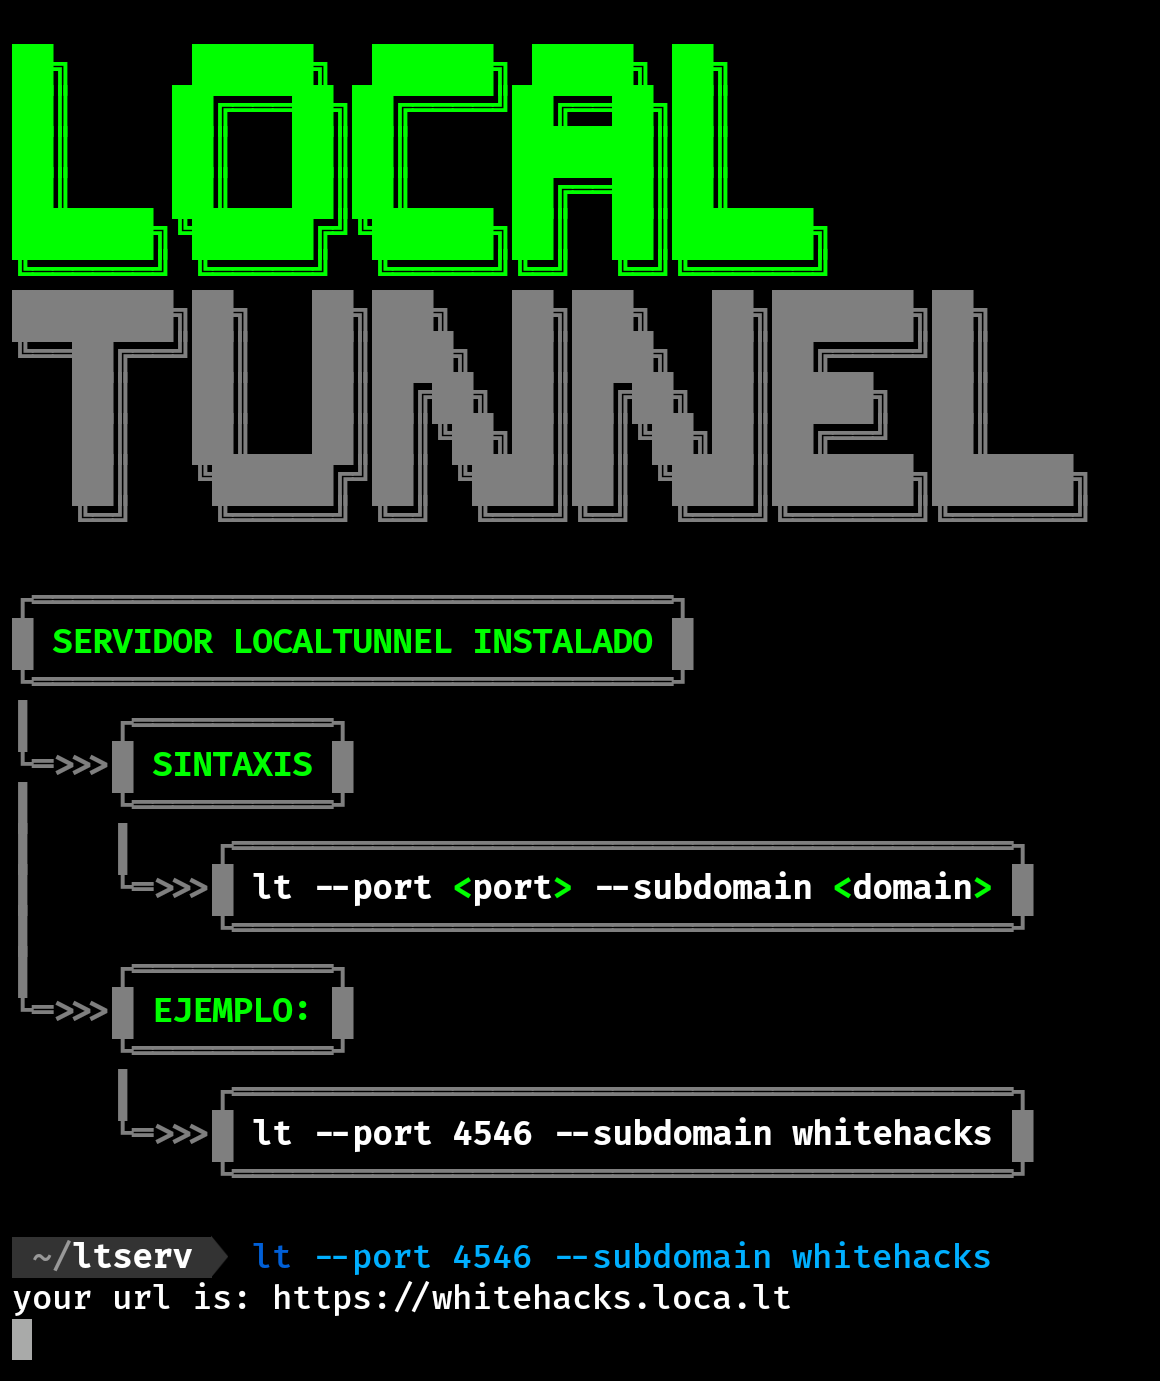 LOCAL
TUNNEL
SERVIDOR LOCALTUNNEL INSTALADO
=>>> SINTAXIS
=>>> lt --port <port> --subdomain <domain>
=>>> EJEMPLO:
=>>> lt --port 4546 --subdomain whitehacks
~/ltserv lt --port 4546 --subdomain whitehacks
your url is: https://whitehacks.loca.lt